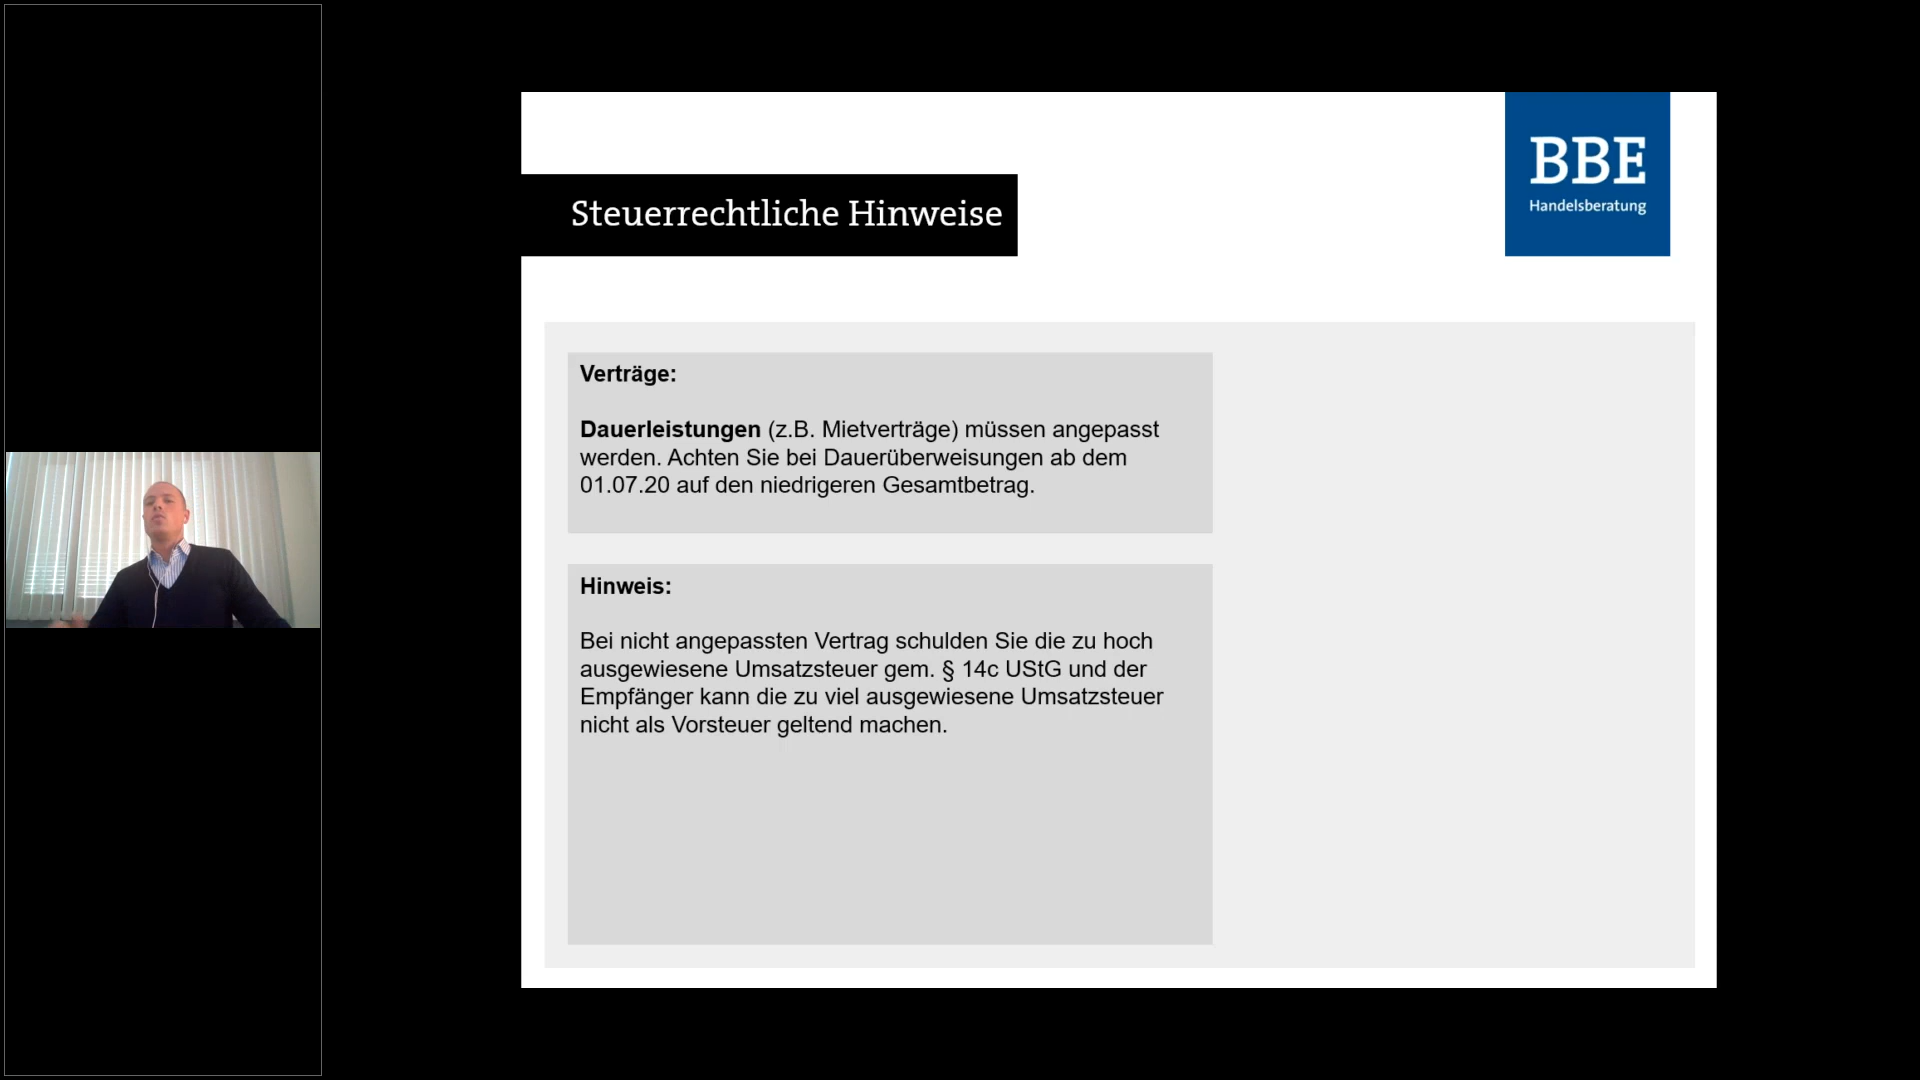 BBE
Handelsberatung
Steuerrechtliche Hinweise
Verträge:
Dauerleistungen (z.B. Mietverträge) müssen angepasst
werden. Achten Sie bei Dauerüberweisungen ab dem
01.07.20 auf den niedrigeren Gesamtbetrag.
Hinweis:
Bei nicht angepassten Vertrag schulden Sie die zu hoch
ausgewiesene Umsatzsteuer gem. § 14c UStG und der
Empfänger kann die zu viel ausgewiesene Umsatzsteuer
nicht als Vorsteuer geltend machen.